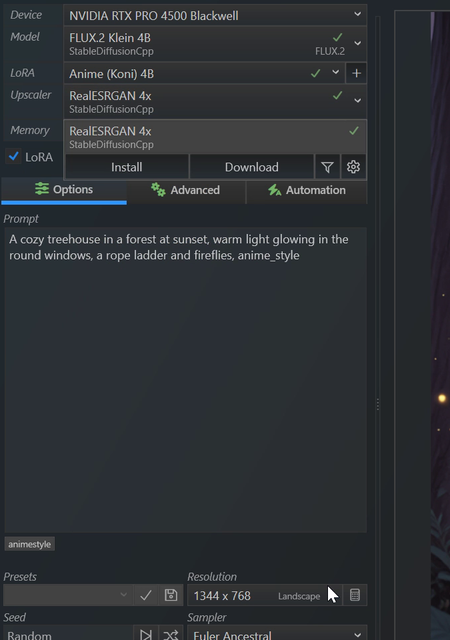 Device NVIDIA RTX PRO 4500 Blackwell
Model FLUX.2 Klein 4B
StableDiffusionCpp FLUX.2
LoRA Anime (Koni) 4B
Upscaler RealESRGAN 4x
StableDiffusionCpp
Memory RealESRGAN 4x
StableDiffusionCpp
LoRA
Install Download
Options Advanced Automation
Prompt
A cozy treehouse in a forest at sunset, warm light glowing in the
round windows, a rope ladder and fireflies, anime_style
animestyle
Presets Resolution
1344 x 768 Landscape
Seed Sampler
Random Euler Ancestral